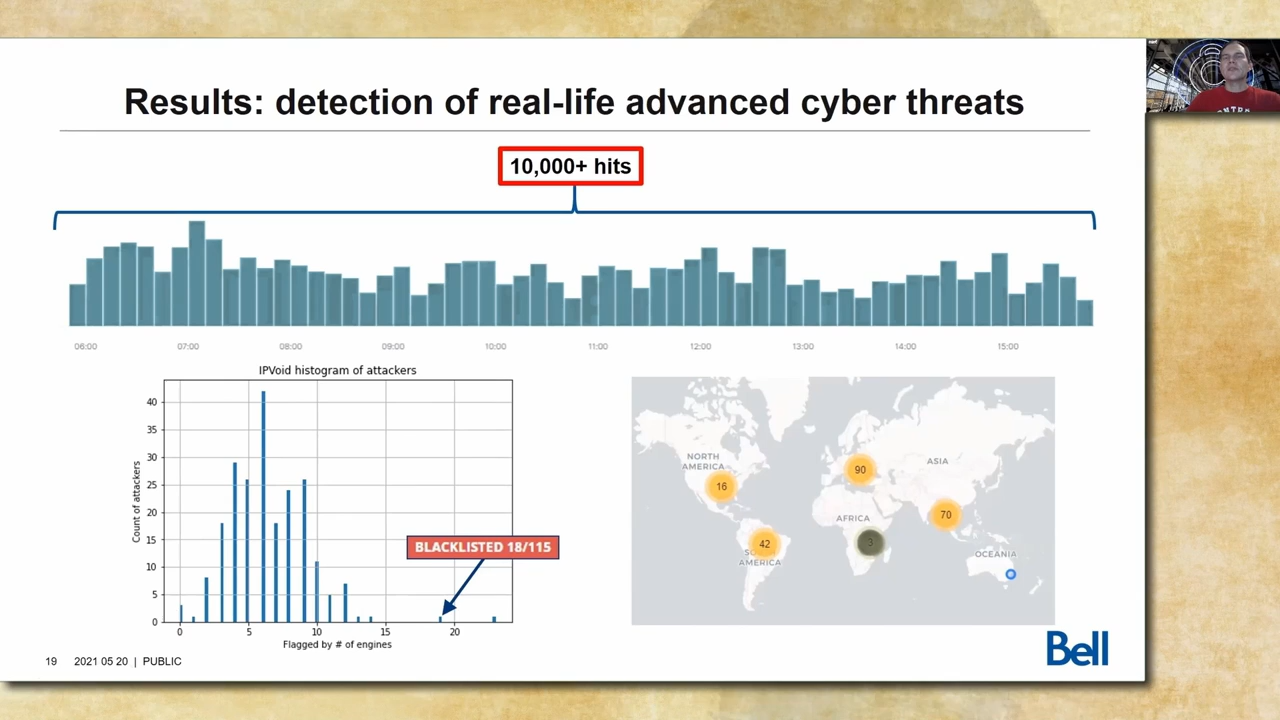 Results: detection of real-life advanced cyber threats
10,000+ hits
06:00 07:00 08:00 09:00 10:00 11:00 12:00 13:00 14:00 15:00
IPVoid histogram of attackers
Count of attackers
40
35
30
25
20
15
10
5
0
0 5 10 15 20
Flagged by # of engines
BLACKLISTED 18/115
NORTH
AMERICA
16
90
ASIA
70
AFRICA
3
42
SOUTH
AMERICA
OCEANIA
Bell
19 2021 05 20 | PUBLIC